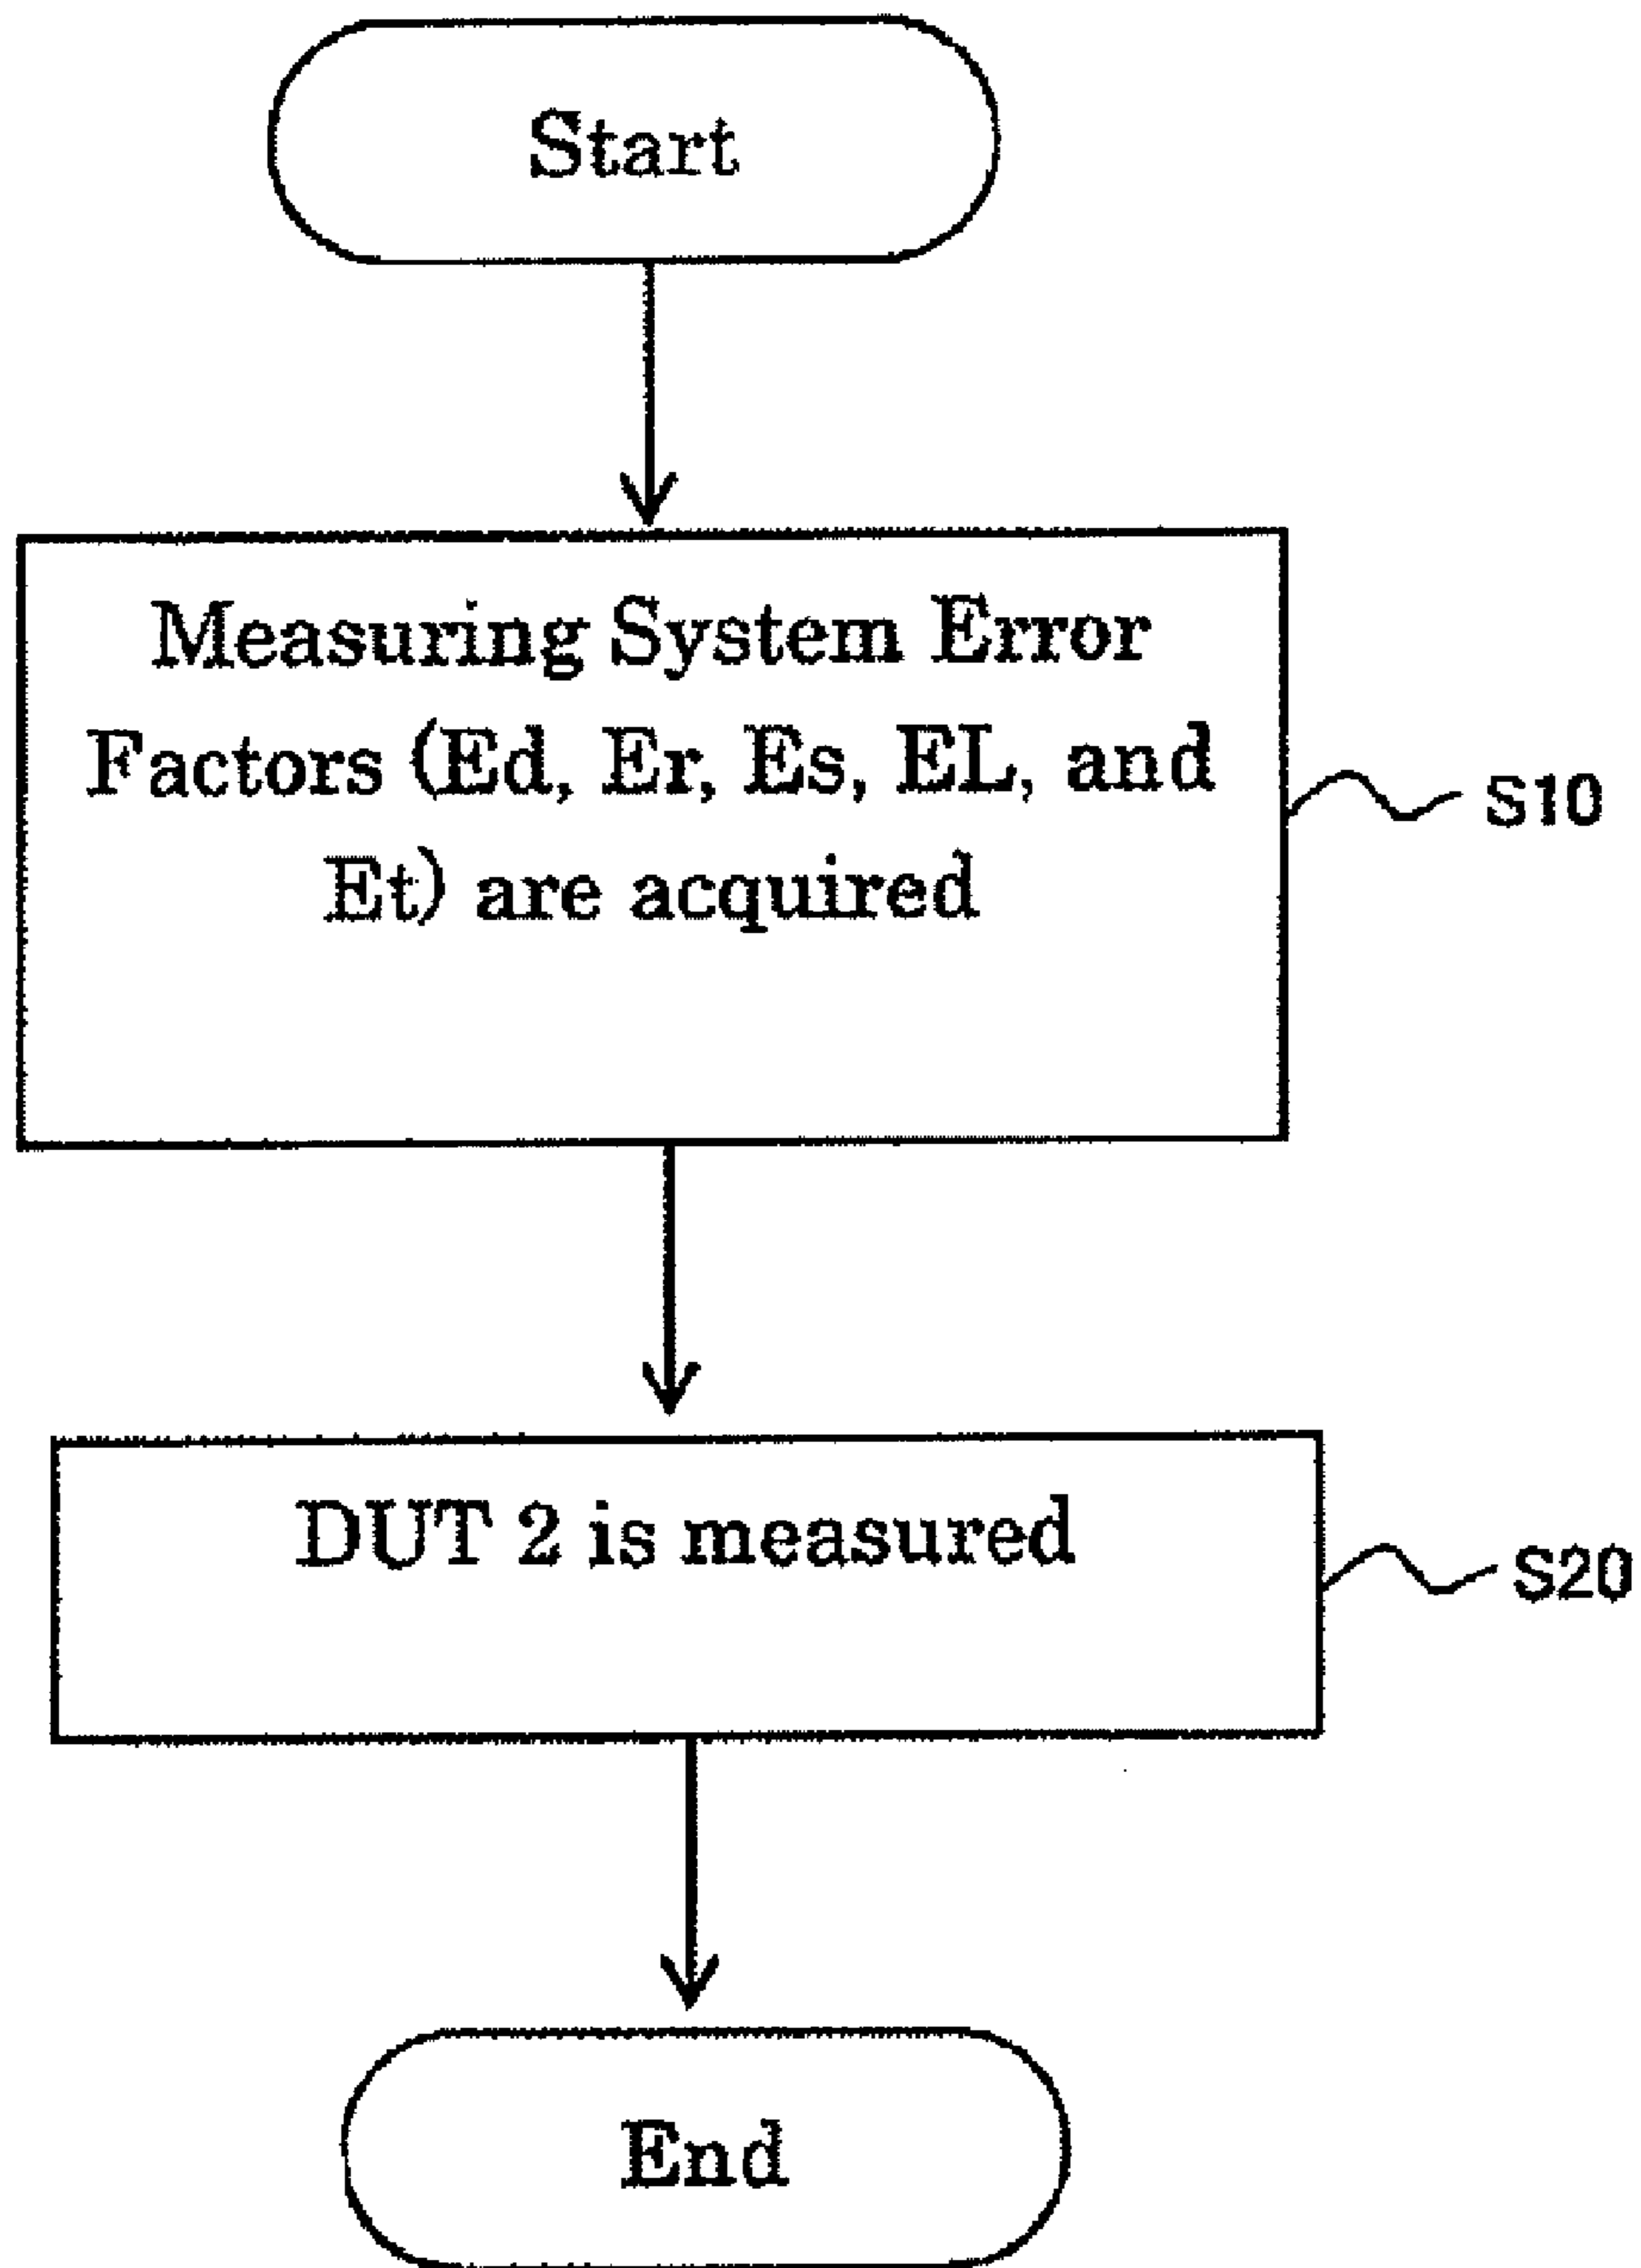 Start
Measuring System Error
Factors (Ed, Er, Es, EL, and
Et) are acquired
S10
DUT 2 is measured
S20
End